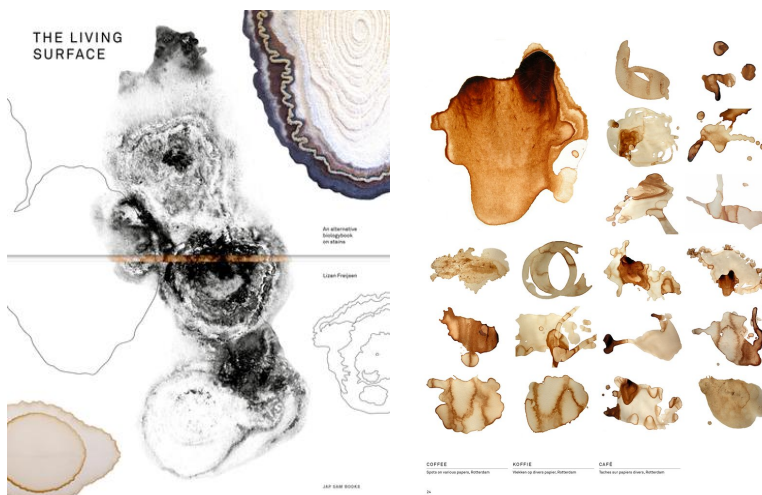 THE LIVING
SURFACE
An alternative
biologybook
on stains
Lizan Freijsen
JAP SAM BOOKS
COFFEE
Spots on various papers, Rotterdam
KOFFIE
Vlekken op divers papier, Rotterdam
CAFÉ
Taches sur papiers divers, Rotterdam
24